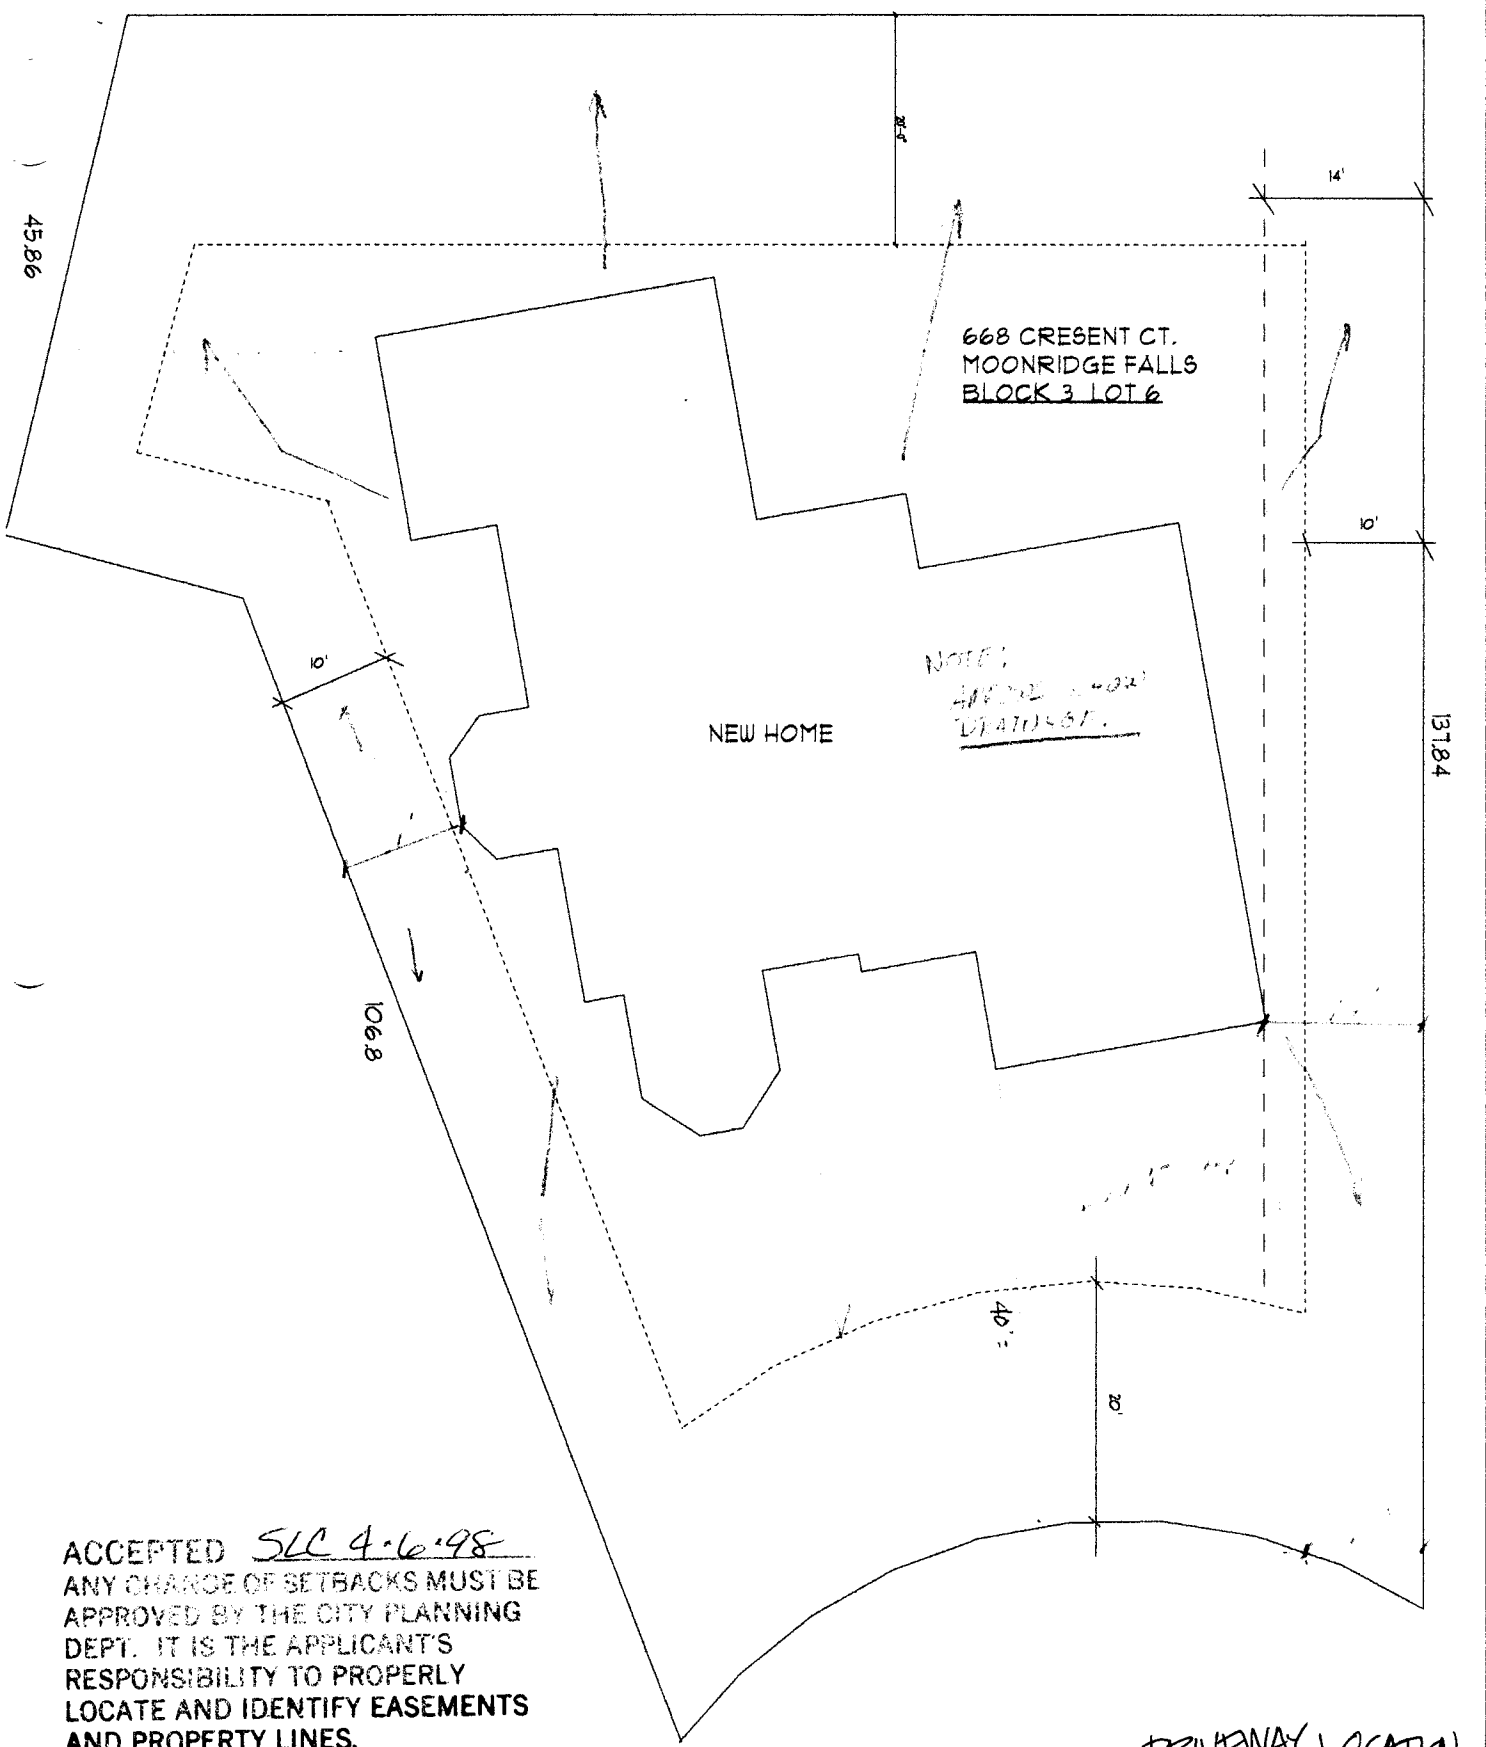 20'-0"
14'
45.86
668 CRESENT CT.
MOONRIDGE FALLS
BLOCK 3 LOT 6
10'
10'
NOTE:
NEW HOME
137.84
106.8
40'
20'
ACCEPTED SLC 4·6·98
ANY CHANGE OF SETBACKS MUST BE
APPROVED BY THE CITY PLANNING
DEPT. IT IS THE APPLICANT'S
RESPONSIBILITY TO PROPERLY
LOCATE AND IDENTIFY EASEMENTS
AND PROPERTY LINES.
DRIVEWAY LOCATION